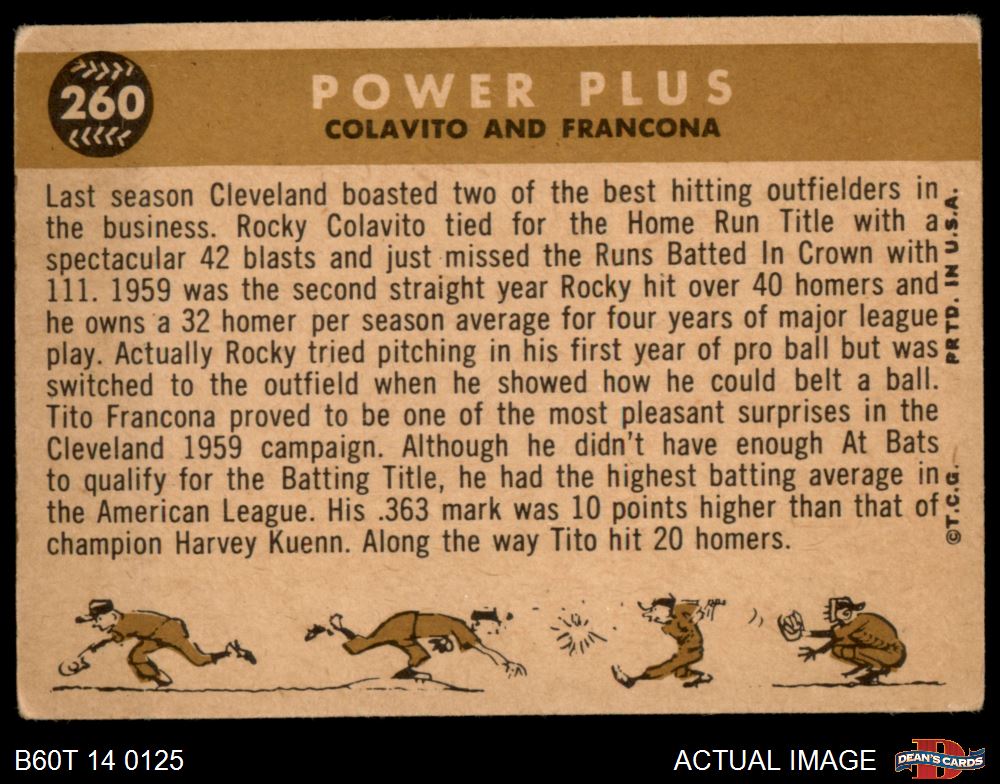 260
POWER PLUS
COLAVITO AND FRANCONA
Last season Cleveland boasted two of the best hitting outfielders in
the business. Rocky Colavito tied for the Home Run Title with a
spectacular 42 blasts and just missed the Runs Batted In Crown with
111. 1959 was the second straight year Rocky hit over 40 homers and
he owns a 32 homer per season average for four years of major league
play. Actually Rocky tried pitching in his first year of pro ball but was
switched to the outfield when he showed how he could belt a ball.
Tito Francona proved to be one of the most pleasant surprises in the
Cleveland 1959 campaign. Although he didn't have enough At Bats
to qualify for the Batting Title, he had the highest batting average in
the American League. His .363 mark was 10 points higher than that of
champion Harvey Kuenn. Along the way Tito hit 20 homers.
©T.C.G. PRTD. IN U.S.A.
B60T 14 0125
ACTUAL IMAGE
D
DEAN'S CARDS